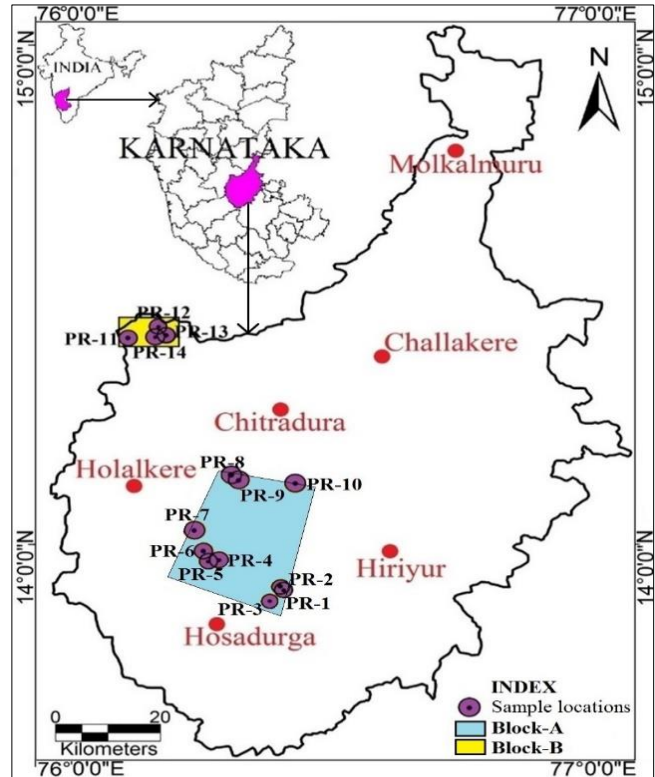 76°0'0"E
77°0'0"E
15°0'0"N
15°0'0"N
INDIA
N
KARNATAKA
Molkalmuru
PR-12
PR-11
PR-13
PR-14
Challakere
Chitradura
PR-8
Holalkere
PR-9
PR-10
PR-7
PR-6
PR-4
PR-5
Hiriyur
14°0'0"N
14°0'0"N
PR-2
PR-3
PR-1
Hosadurga
INDEX
Sample locations
0
20
Block-A
Kilometers
Block-B
76°0'0"E
77°0'0"E